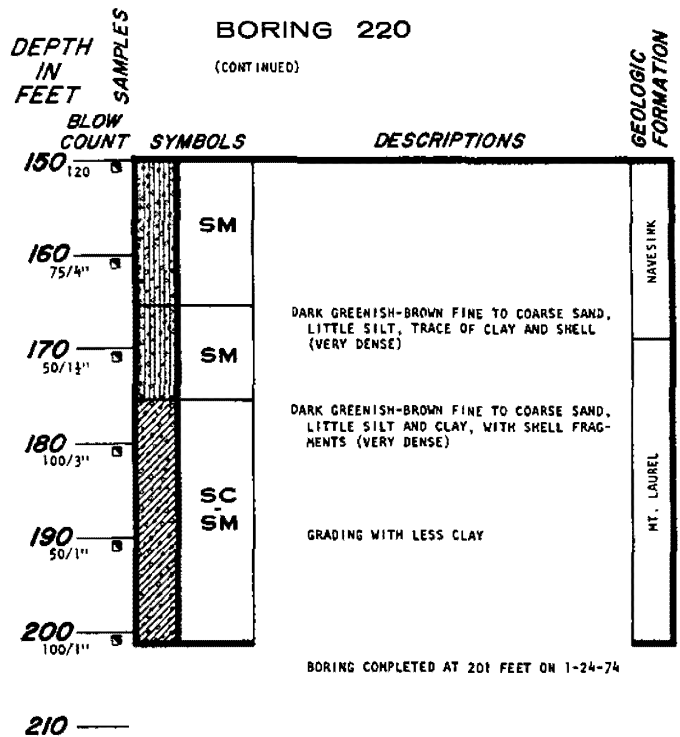 BORING 220
(CONTINUED)
DEPTH
IN
FEET
SAMPLES
BLOW
COUNT
SYMBOLS
DESCRIPTIONS
GEOLOGIC
FORMATION
150
120
SM
NAVESINK
160
75/4"
DARK GREENISH-BROWN FINE TO COARSE SAND,
LITTLE SILT, TRACE OF CLAY AND SHELL
(VERY DENSE)
170
50/1½"
SM
DARK GREENISH-BROWN FINE TO COARSE SAND,
LITTLE SILT AND CLAY, WITH SHELL FRAG-
MENTS (VERY DENSE)
180
100/3"
SC
-
SM
MT. LAUREL
190
50/1"
GRADING WITH LESS CLAY
200
100/1"
BORING COMPLETED AT 201 FEET ON 1-24-74
210